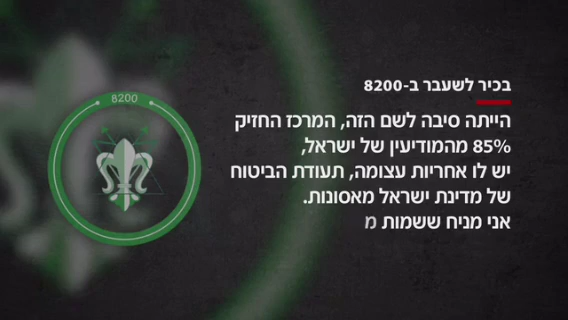 8200
בכיר לשעבר ב-8200
הייתה סיבה לשם הזה, המרכז החזיק
85% מהמודיעין של ישראל,
יש לו אחריות עצומה, תעודת הביטוח
של מדינת ישראל מאסונות.
אני מניח ששמות מ